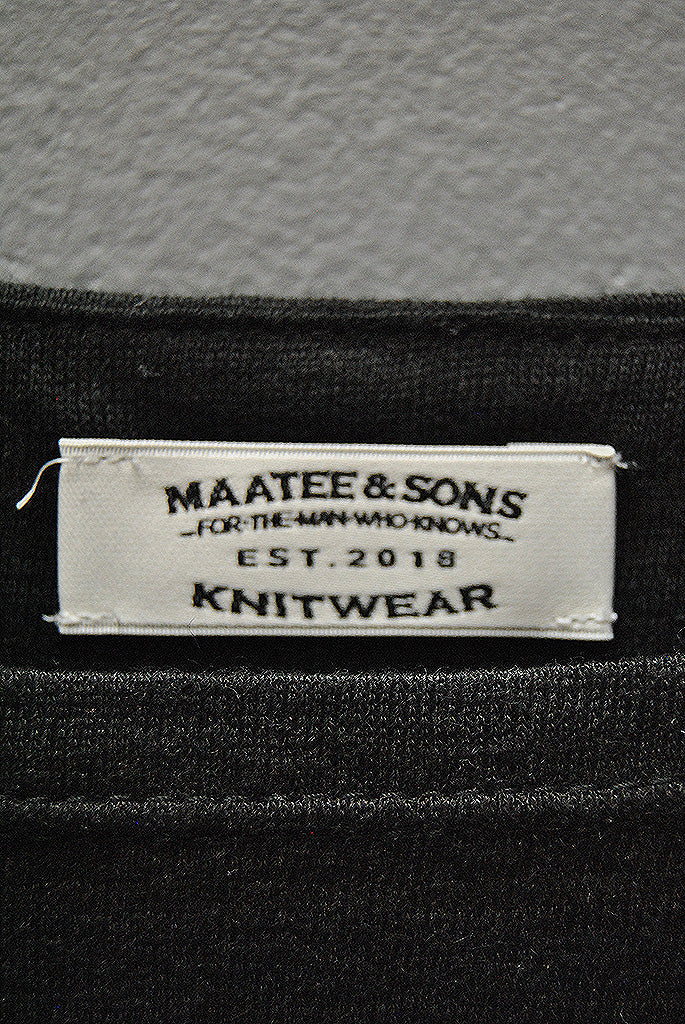 MAATEE & SONS
-FOR·THE·MAN·WHO·KNOWS-
EST.2018
KNITWEAR